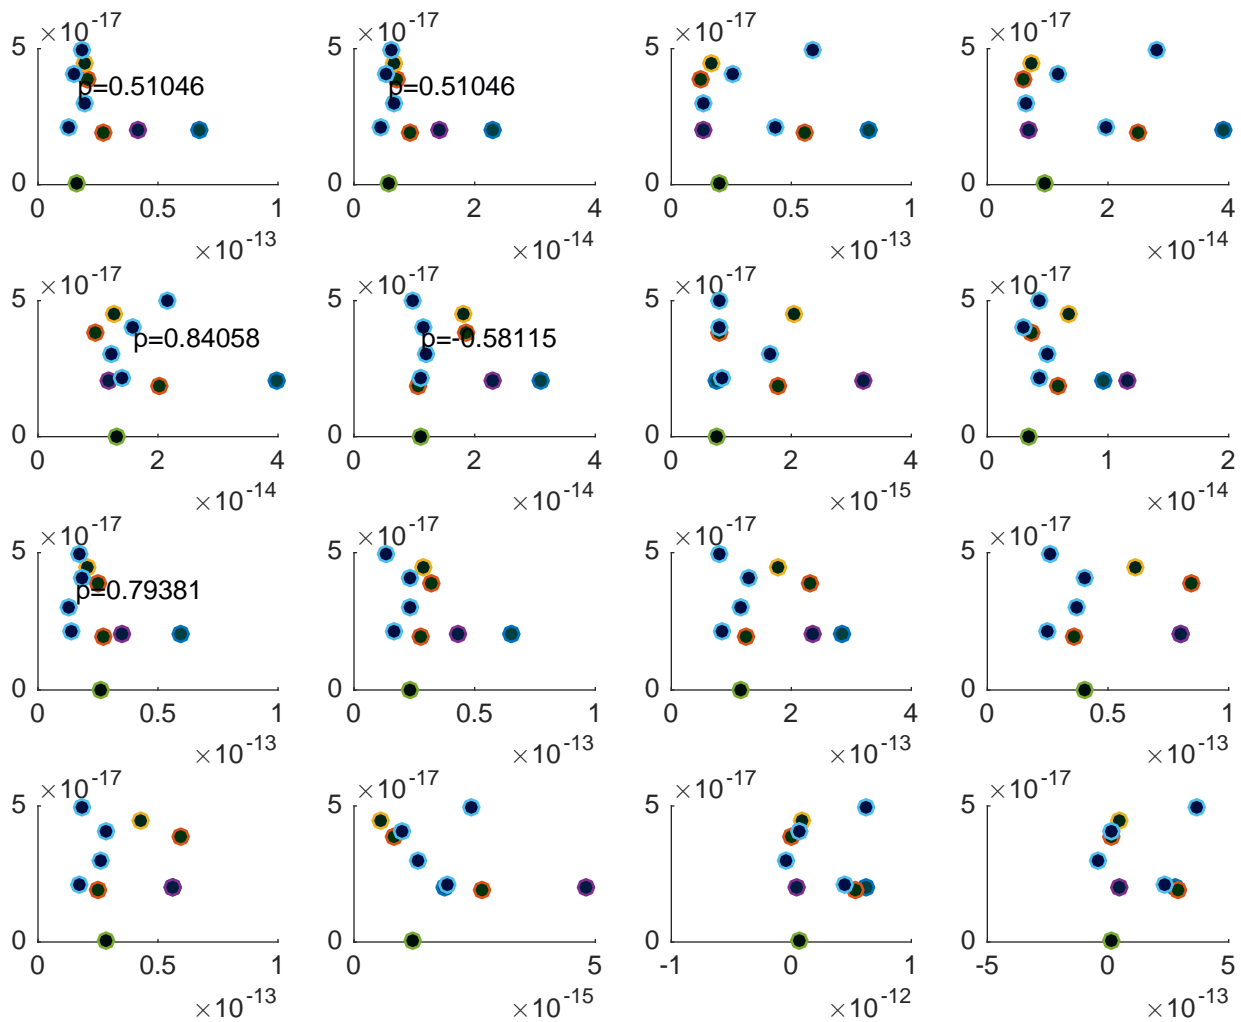 ×10-17 ×10-17 ×10-17 ×10-17
5 5 5 5
p=0.51046 p=0.51046
0 0 0 0
0 0.5 1 0 2 4 0 0.5 1 0 2 4
×10-13 ×10-14 ×10-13 ×10-14
×10-17 ×10-17 ×10-17 ×10-17
5 5 5 5
p=0.84058 p=-0.58115
0 0 0 0
0 2 4 0 2 4 0 2 4 0 1 2
×10-14 ×10-14 ×10-15 ×10-14
×10-17 ×10-17 ×10-17 ×10-17
5 5 5 5
p=0.79381
0 0 0 0
0 0.5 1 0 0.5 1 0 2 4 0 0.5 1
×10-13 ×10-13 ×10-13 ×10-13
×10-17 ×10-17 ×10-17 ×10-17
5 5 5 5
0 0 0 0
0 0.5 1 0 5 -1 0 1 -5 0 5
×10-13 ×10-15 ×10-12 ×10-13